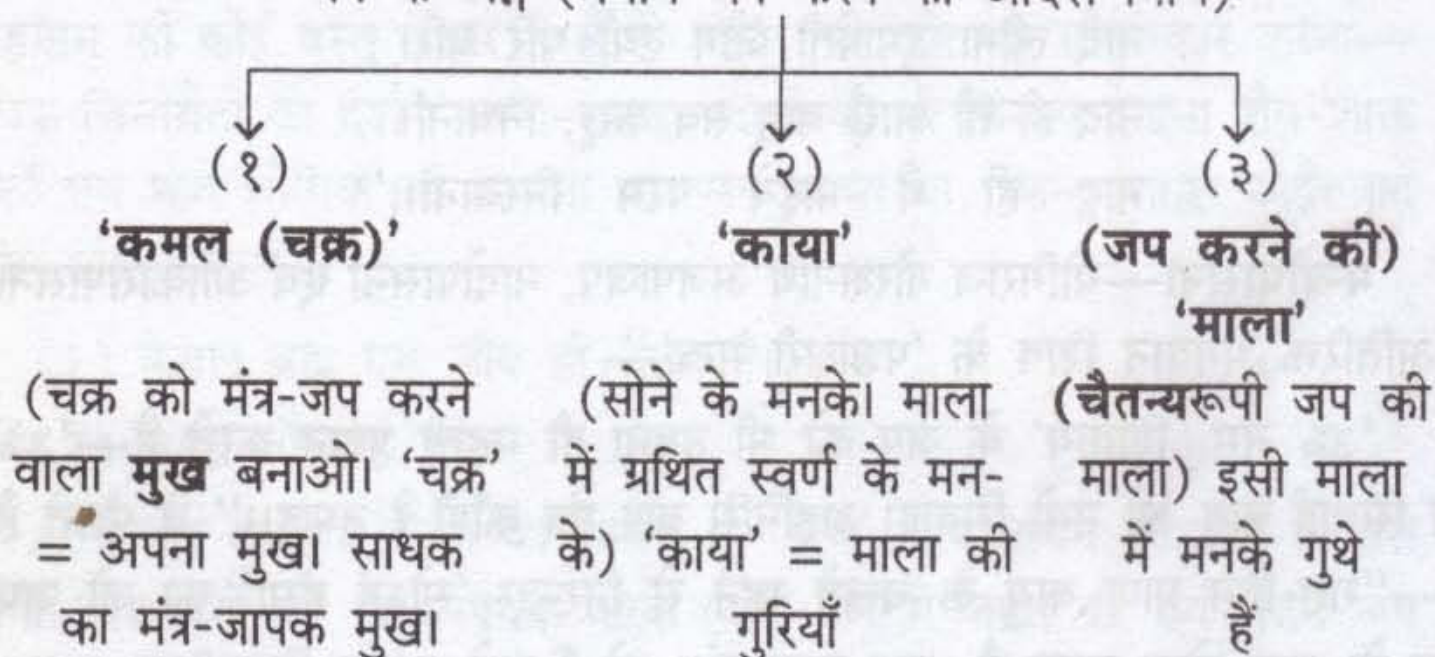 (१)
‘कमल (चक्र)’
(चक्र को मंत्र-जप करने
वाला मुख बनाओ। ‘चक्र’
= अपना मुख। साधक
का मंत्र-जापक मुख।
(२)
‘काया’
(सोने के मनके। माला
में ग्रथित स्वर्ण के मन-
के) ‘काया’ = माला की
गुरियाँ
(३)
(जप करने की)
‘माला’
(चैतन्यरूपी जप की
माला) इसी माला
में मनके गुथे
हैं